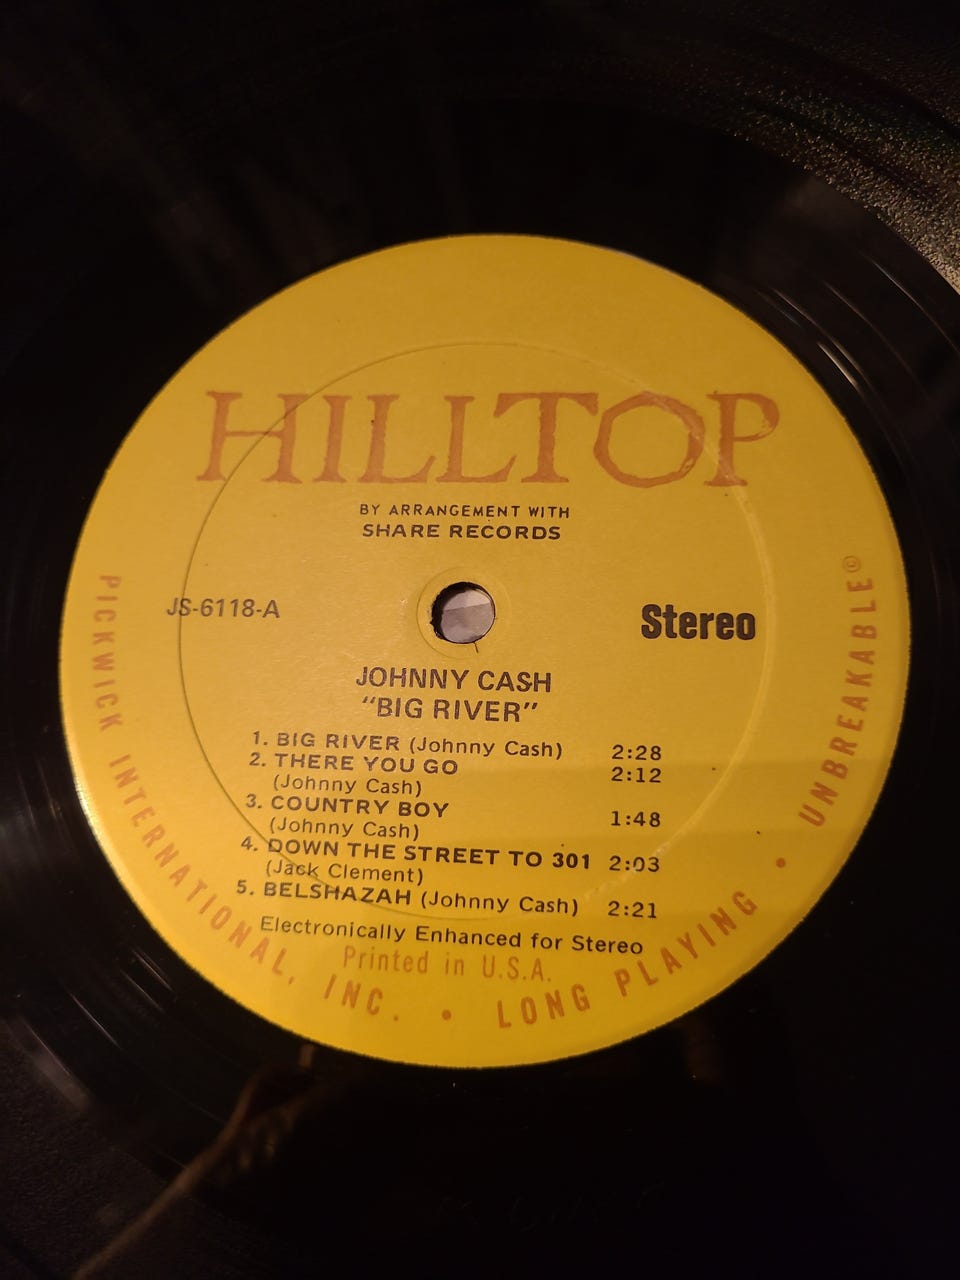 HILLTOP
BY ARRANGEMENT WITH
SHARE RECORDS
JS-6118-A
Stereo
JOHNNY CASH
"BIG RIVER"
1. BIG RIVER (Johnny Cash) 2:28
2. THERE YOU GO 2:12
(Johnny Cash)
3. COUNTRY BOY
(Johnny Cash) 1:48
4. DOWN THE STREET TO 301 2:03
(Jack Clement)
5. BELSHAZAH (Johnny Cash) 2:21
Electronically Enhanced for Stereo
Printed in U.S.A.
PICKWICK INTERNATIONAL, INC. • LONG PLAYING • UNBREAKABLE ©